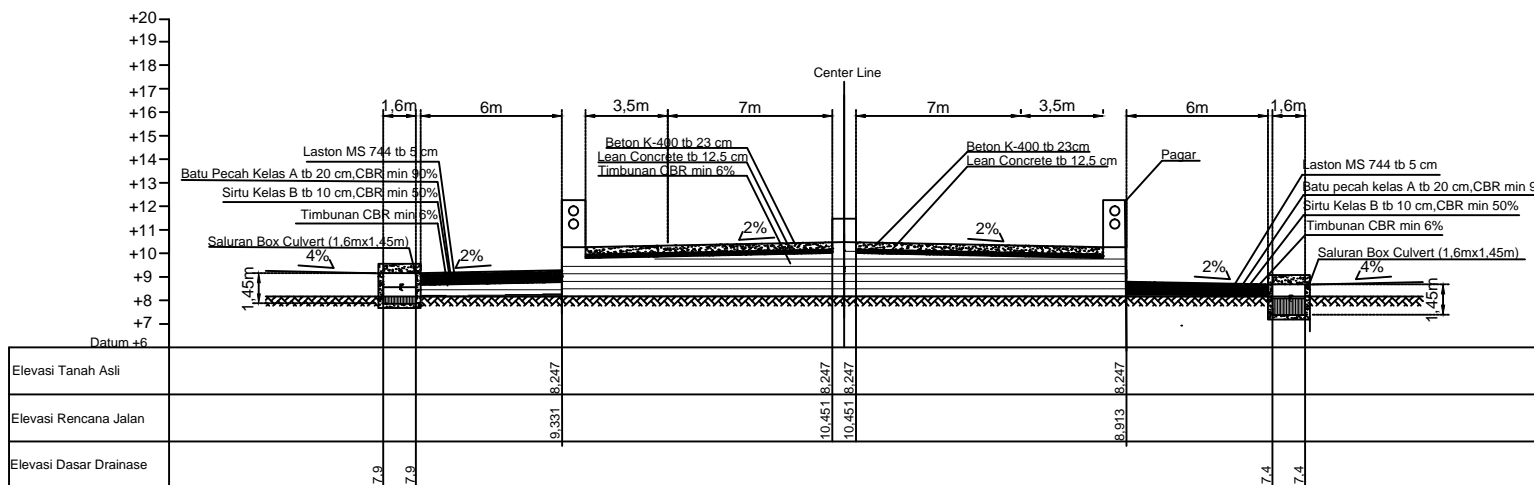 +20
+19
+18
+17
+16
+15
+14
+13
+12
+11
+10
+9
+8
+7
Datum +6
Center Line
1,6m
6m
3,5m
7m
7m
3,5m
6m
1,6m
Laston MS 744 tb 5 cm
Batu Pecah Kelas A tb 20 cm,CBR min 90%
Sirtu Kelas B tb 10 cm,CBR min 50%
Timbunan CBR min 6%
Saluran Box Culvert (1,6mx1,45m)
4%
2%
1,45m
Beton K-400 tb 23 cm
Lean Concrete tb 12,5 cm
Timbunan CBR min 6%
2%
Beton K-400 tb 23cm
Lean Concrete tb 12,5 cm
2%
Pagar
Laston MS 744 tb 5 cm
Batu pecah kelas A tb 20 cm,CBR min 9
Sirtu Kelas B tb 10 cm,CBR min 50%
Timbunan CBR min 6%
Saluran Box Culvert (1,6mx1,45m)
2%
4%
1,45m
Elevasi Tanah Asli
8,247
8,247
8,247
8,247
Elevasi Rencana Jalan
9,331
10,451
10,451
8,913
Elevasi Dasar Drainase
7,9
7,9
7,4
7,4